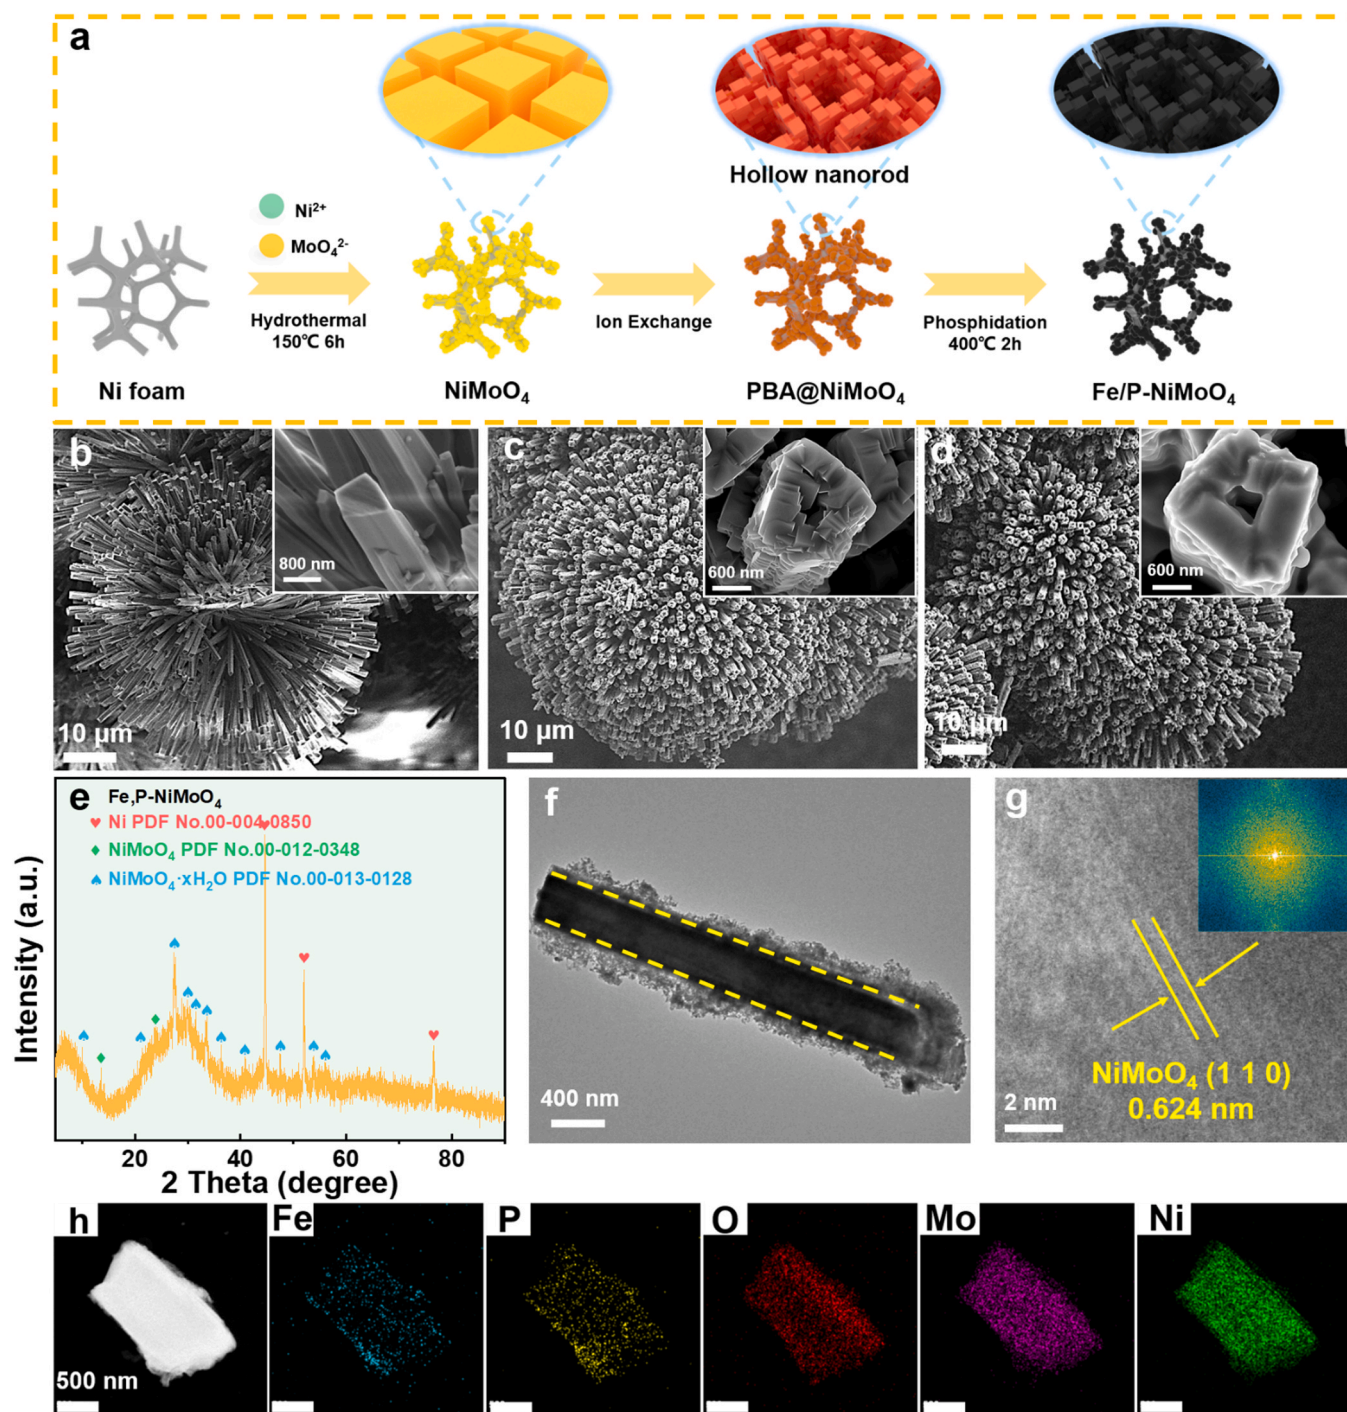 a
Hollow nanorod
Ni²⁺
MoO₄²⁻
Hydrothermal
150℃ 6h
Ion Exchange
Phosphidation
400℃ 2h
Ni foam
NiMoO₄
PBA@NiMoO₄
Fe/P-NiMoO₄
b
800 nm
10 μm
c
600 nm
10 μm
d
600 nm
10 μm
e
Fe,P-NiMoO₄
♥ Ni PDF No.00-004-0850
♦ NiMoO₄ PDF No.00-012-0348
♠ NiMoO₄·xH₂O PDF No.00-013-0128
Intensity (a.u.)
20 40 60 80
2 Theta (degree)
f
400 nm
g
NiMoO₄ (1 1 0)
0.624 nm
2 nm
h
500 nm
Fe
P
O
Mo
Ni